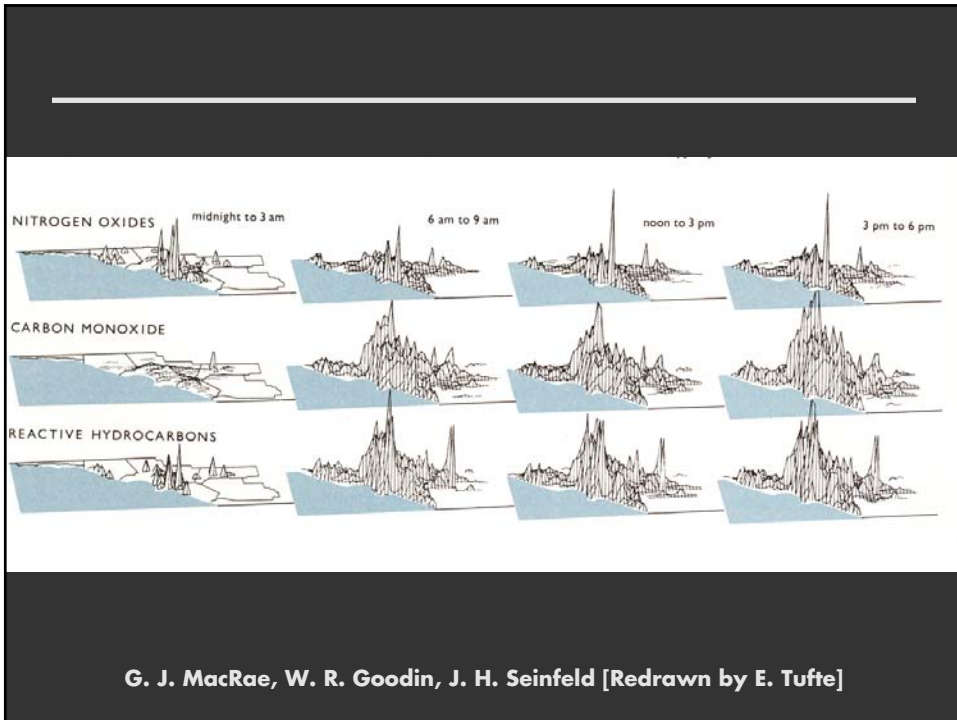 NITROGEN OXIDES midnight to 3 am 6 am to 9 am noon to 3 pm 3 pm to 6 pm
CARBON MONOXIDE
REACTIVE HYDROCARBONS
G. J. MacRae, W. R. Goodin, J. H. Seinfeld [Redrawn by E. Tufte]